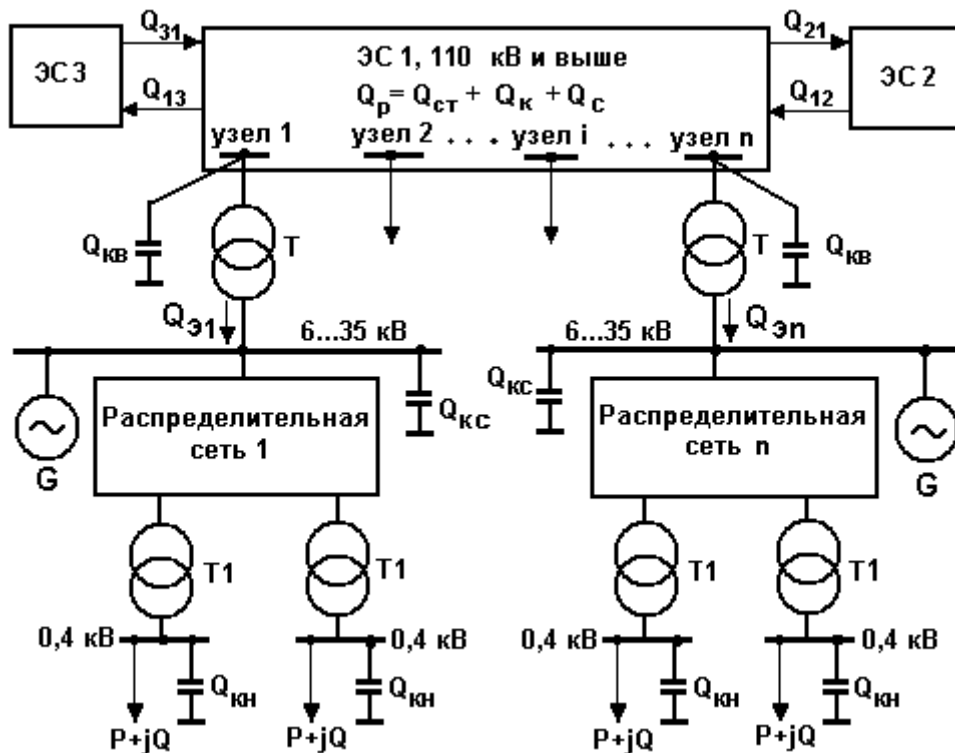 Q31
ЭС 3
Q13
ЭС 1, 110 кВ и выше
Qр= Qст + Qк + Qс
узел 1
узел 2 . . . узел i . . . узел n
Q21
ЭС 2
Q12
Qкв
T
Qэ1
T
Qкв
Qэn
6...35 кВ
6...35 кВ
Qкс
Qкс
G
Распределительная
сеть 1
Распределительная
сеть n
G
T1
T1
T1
T1
0,4 кВ
0,4 кВ
0,4 кВ
0,4 кВ
Qкн
Qкн
Qкн
Qкн
P+jQ
P+jQ
P+jQ
P+jQ